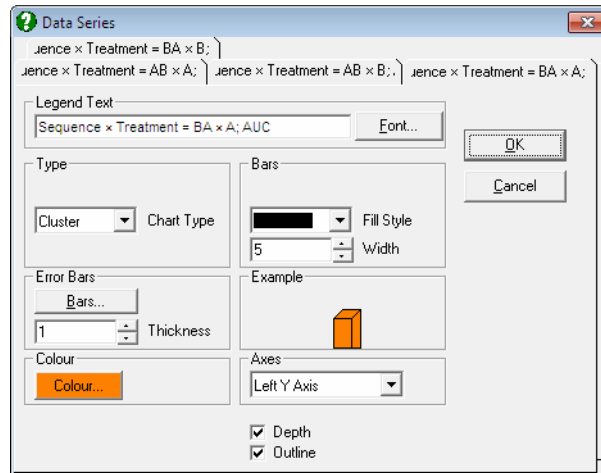 Data Series
uence × Treatment = BA × B;
uence × Treatment = AB × A; uence × Treatment = AB × B;. uence × Treatment = BA × A;
Legend Text
Sequence × Treatment = BA × A; AUC Font...
OK
Cancel
Type Bars
Cluster Chart Type Fill Style
5 Width
Error Bars Example
Bars...
1 Thickness
Colour Axes
Colour... Left Y Axis
Depth
Outline